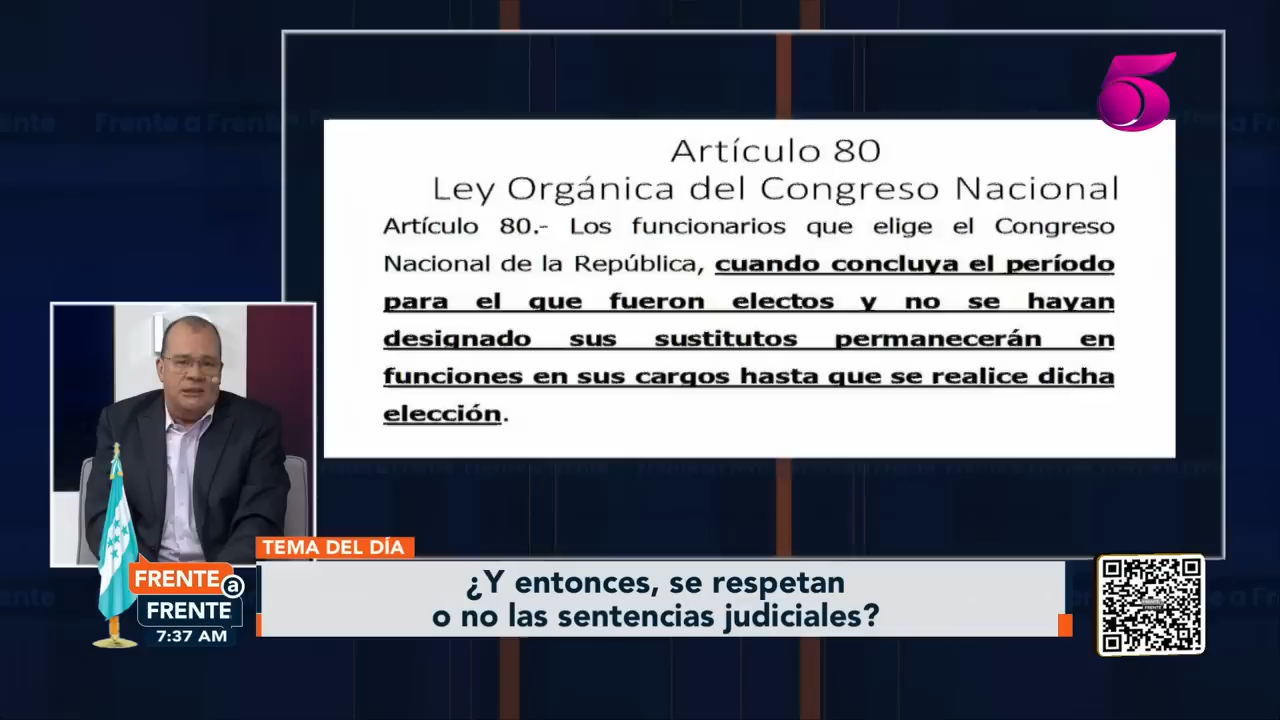 5
Frente a Frente
Artículo 80
Ley Orgánica del Congreso Nacional
Artículo 80.- Los funcionarios que elige el Congreso
Nacional de la República, cuando concluya el período
para el que fueron electos y no se hayan
designado sus sustitutos permanecerán en
funciones en sus cargos hasta que se realice dicha
elección.
TEMA DEL DÍA
¿Y entonces, se respetan
o no las sentencias judiciales?
FRENTE a
FRENTE
7:37 AM